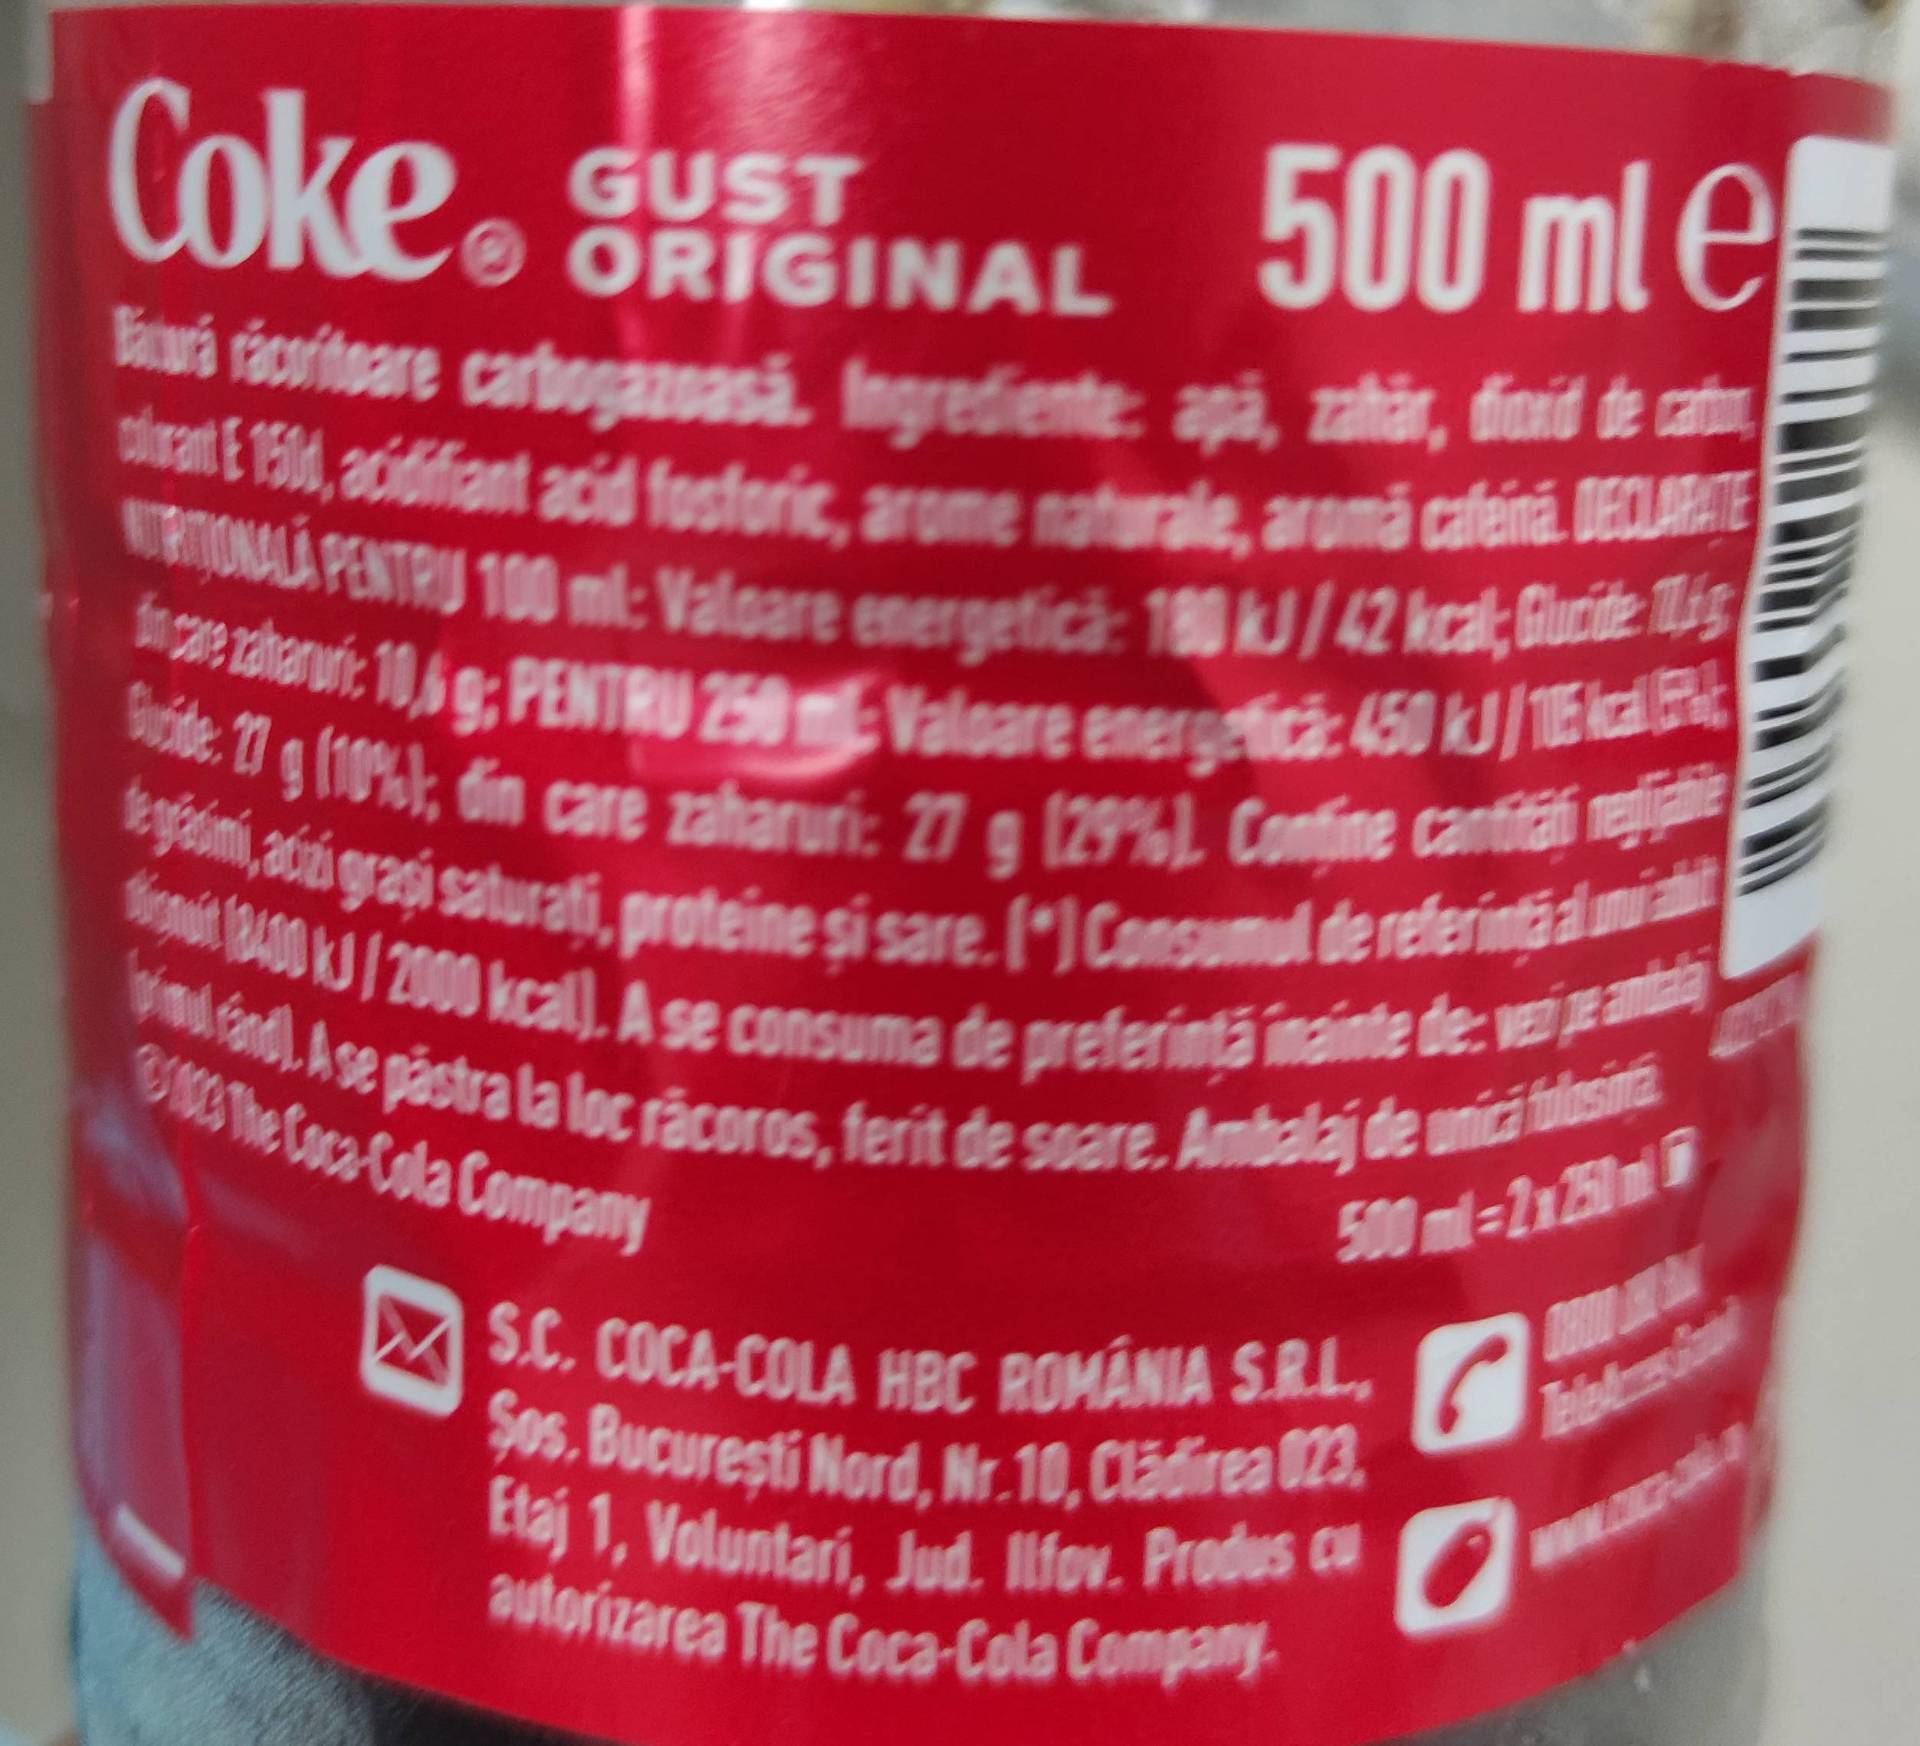 Coke® GUST
ORIGINAL
500 ml e
Băutură răcoritoare carbogazoasă. Ingrediente: apă, zahăr, dioxid de carbon,
colorant E 150d, acidifiant acid fosforic, arome naturale, aromă cafeină. DECLARAȚIE
NUTRIȚIONALĂ PENTRU 100 ml: Valoare energetică: 180 kJ / 42 kcal; Glucide:
din care zaharuri: 10,6 g; PENTRU 250 ml: Valoare energetică: 450 kJ / 105 kcal (5%*);
Glucide: 27 g (10%); din care zaharuri: 27 g (29%). Conține cantități neglijabile
de grăsimi, acizi grași saturați, proteine și sare. (*) Consumul de referință al unui adult
obișnuit (8400 kJ / 2000 kcal). A se consuma de preferință înainte de: vezi pe ambalaj
(primul rând). A se păstra la loc răcoros, ferit de soare. Ambalaj de unică folosință.
©2023 The Coca-Cola Company
500 ml = 2 x 250 ml
S.C. COCA-COLA HBC ROMÂNIA S.R.L.,
Șos. București Nord, Nr. 10, Clădirea O23,
Etaj 1, Voluntari, Jud. Ilfov. Produs cu
autorizarea The Coca-Cola Company.